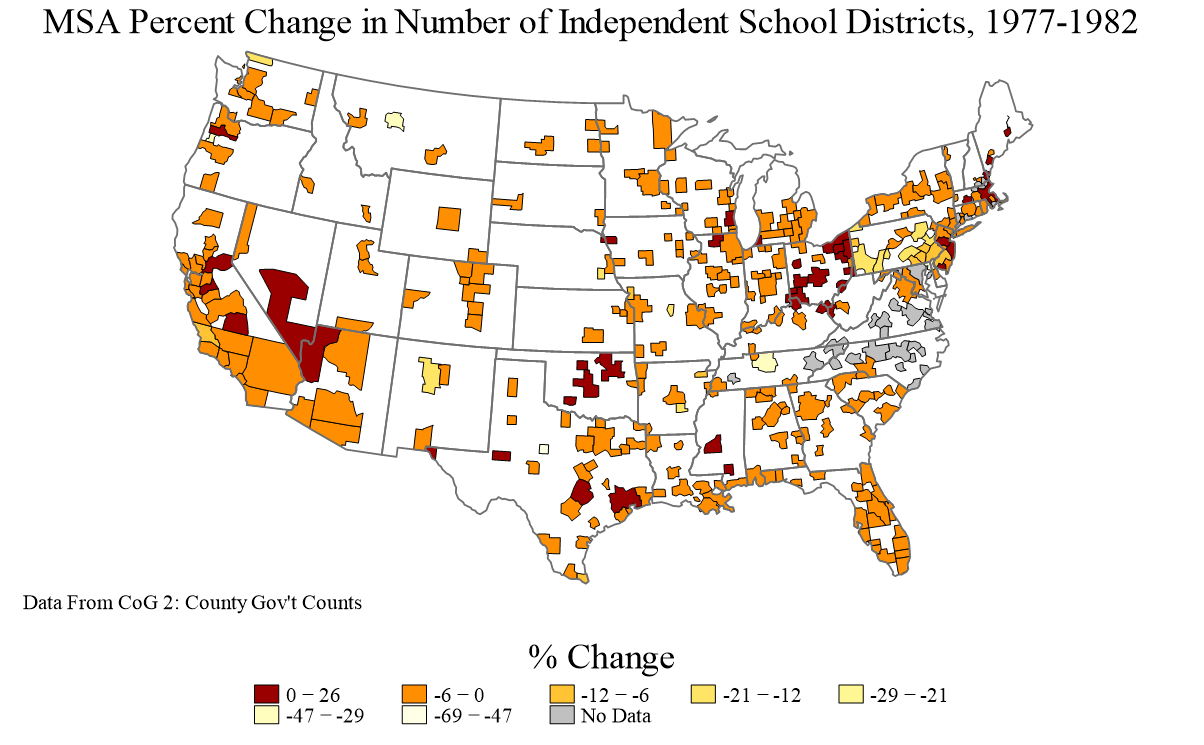 MSA Percent Change in Number of Independent School Districts, 1977-1982
Data From CoG 2: County Gov't Counts
% Change
0 − 26
-6 − 0
-12 − -6
-21 − -12
-29 − -21
-47 − -29
-69 − -47
No Data